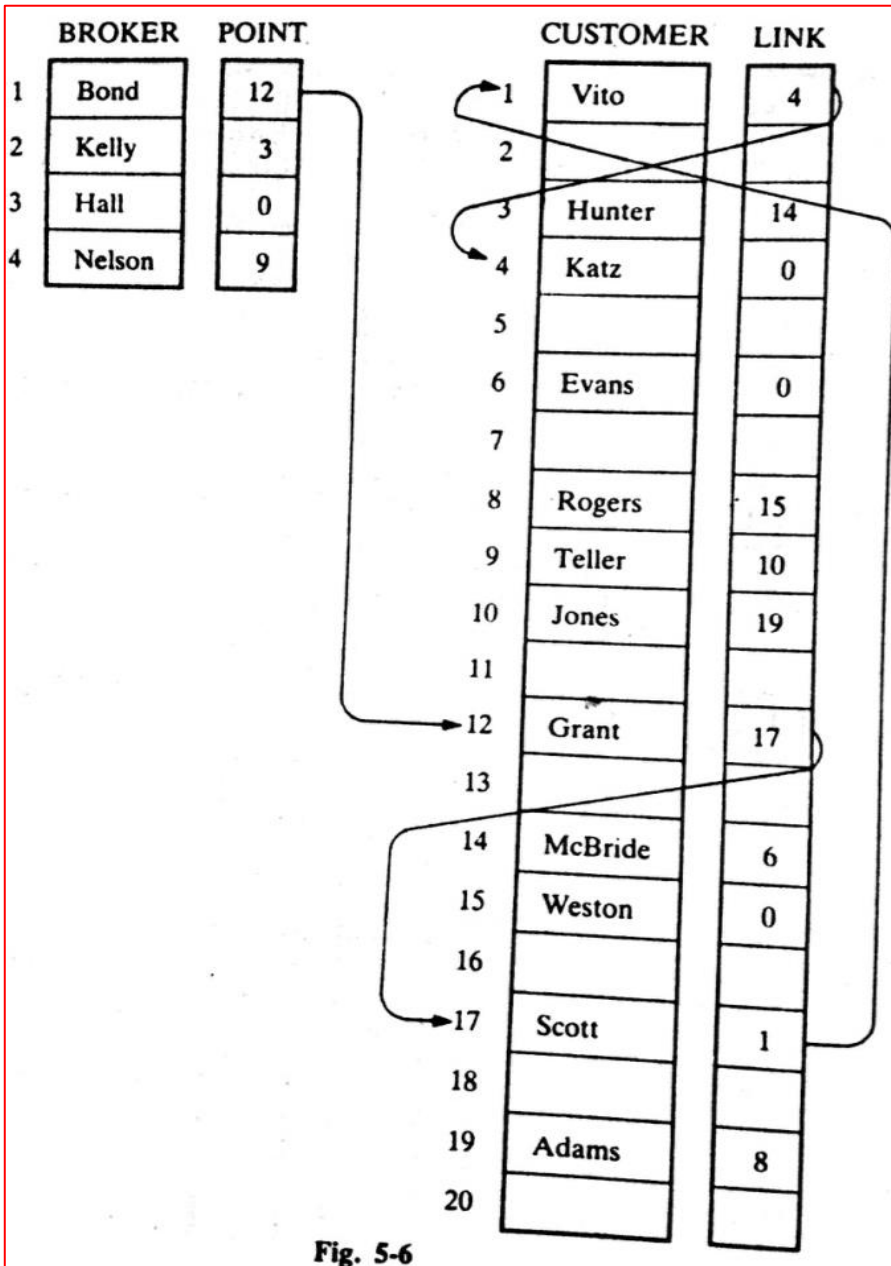 BROKER POINT CUSTOMER LINK
1 Bond 12 1 Vito 4
2 Kelly 3 2
3 Hall 0 3 Hunter 14
4 Nelson 9 4 Katz 0
5
6 Evans 0
7
8 Rogers 15
9 Teller 10
10 Jones 19
11
12 Grant 17
13
14 McBride 6
15 Weston 0
16
17 Scott 1
18
19 Adams 8
20
Fig. 5-6